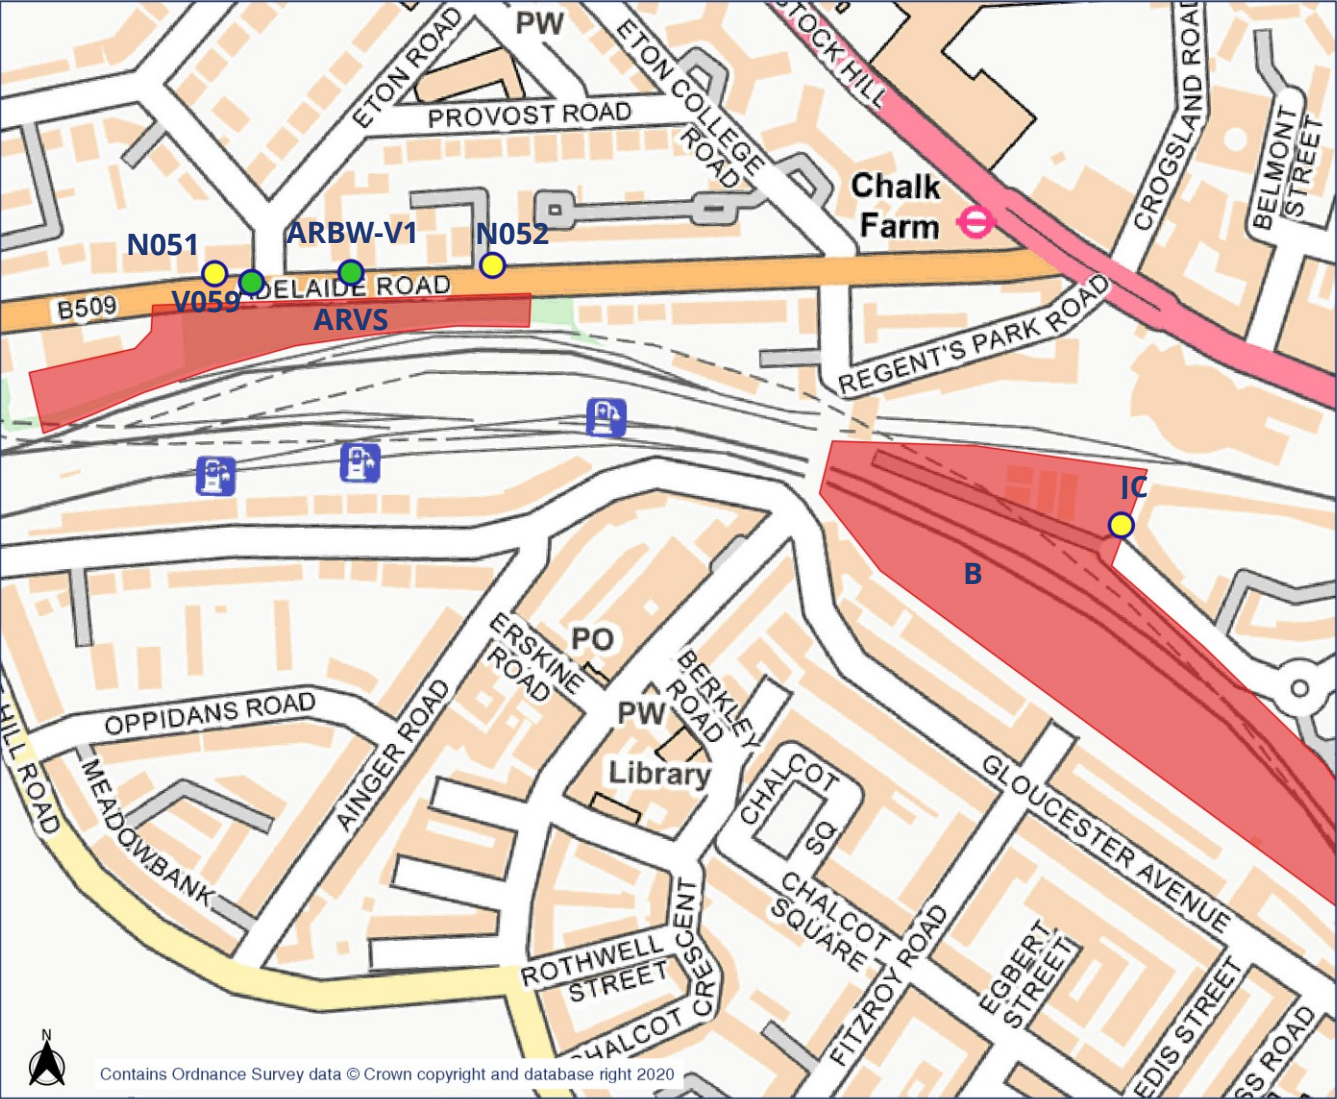 PW
ETON ROAD
ETON COLLEGE
ROAD
STOCK HILL
CROGSLAND ROAD
BELMONT
STREET
PROVOST ROAD
Chalk
Farm
N051
ARBW-V1
N052
V059
ADELAIDE ROAD
B509
ARVS
REGENT'S PARK ROAD
IC
B
ERSKINE
ROAD
PO
BERKLEY
ROAD
PW
Library
OPPIDANS ROAD
HILL ROAD
MEADOWBANK
AINGER ROAD
CHALCOT
SQ
GLOUCESTER AVENUE
CHALCOT
SQUARE
FITZROY ROAD
EGBERT
STREET
ROTHWELL
STREET
CHALCOT CRESCENT
EDIS STREET
SS ROAD
N
Contains Ordnance Survey data © Crown copyright and database right 2020